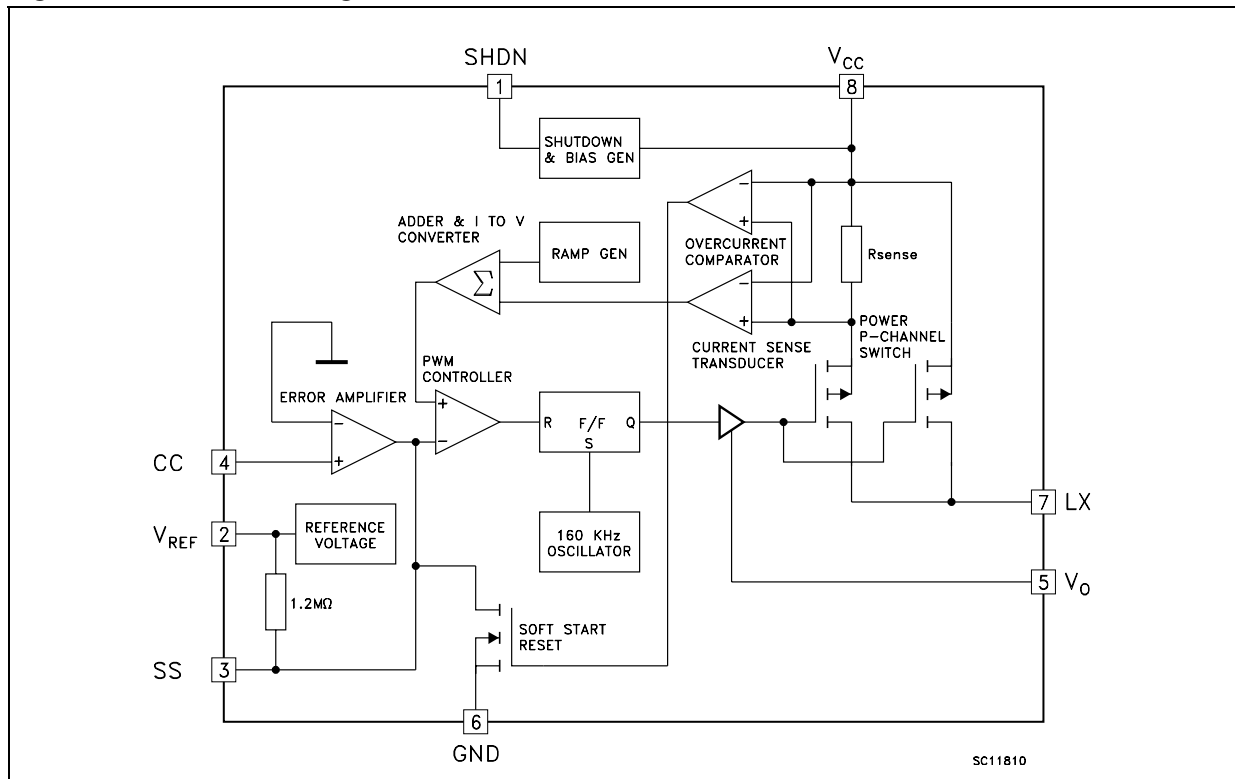 SHDN
1
VCC
8
SHUTDOWN
& BIAS GEN
ADDER & I TO V
CONVERTER
RAMP GEN
Σ
−
+
OVERCURRENT
COMPARATOR
Rsense
−
+
CURRENT SENSE
TRANSDUCER
POWER
P-CHANNEL
SWITCH
PWM
CONTROLLER
ERROR AMPLIFIER
−
+
+
−
R F/F Q
S
CC
4
VREF
2
REFERENCE
VOLTAGE
160 KHz
OSCILLATOR
7
LX
5
VO
1.2MΩ
SOFT START
RESET
SS
3
6
GND
SC11810